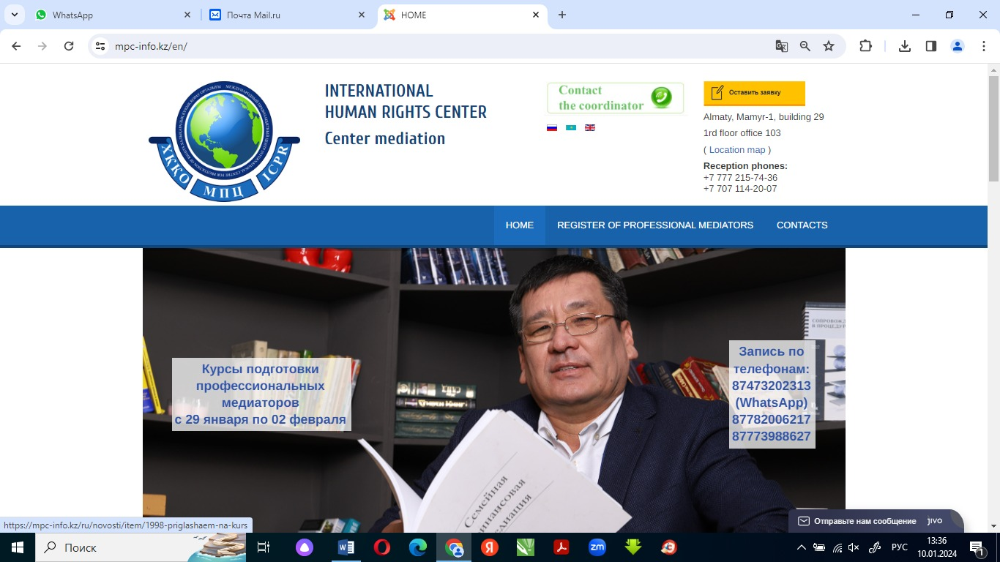 WhatsApp
Почта Mail.ru
HOME
mpc-info.kz/en/
ХҚҚО
МПЦ
ICPR
INTERNATIONAL
HUMAN RIGHTS CENTER
Center mediation
Contact
the coordinator
Оставить заявку
Almaty, Mamyr-1, building 29
1rd floor office 103
( Location map )
Reception phones:
+7 777 215-74-36
+7 707 114-20-07
HOME
REGISTER OF PROFESSIONAL MEDIATORS
CONTACTS
Курсы подготовки
профессиональных
медиаторов
с 29 января по 02 февраля
Запись по
телефонам:
87473202313
(WhatsApp)
87782006217
87773988627
Семейная
финансовая
медиация
https://mpc-info.kz/ru/novosti/item/1998-priglashaem-na-kurs
Отправьте нам сообщение
jivo
Поиск
zm
РУС
13:36
10.01.2024
1